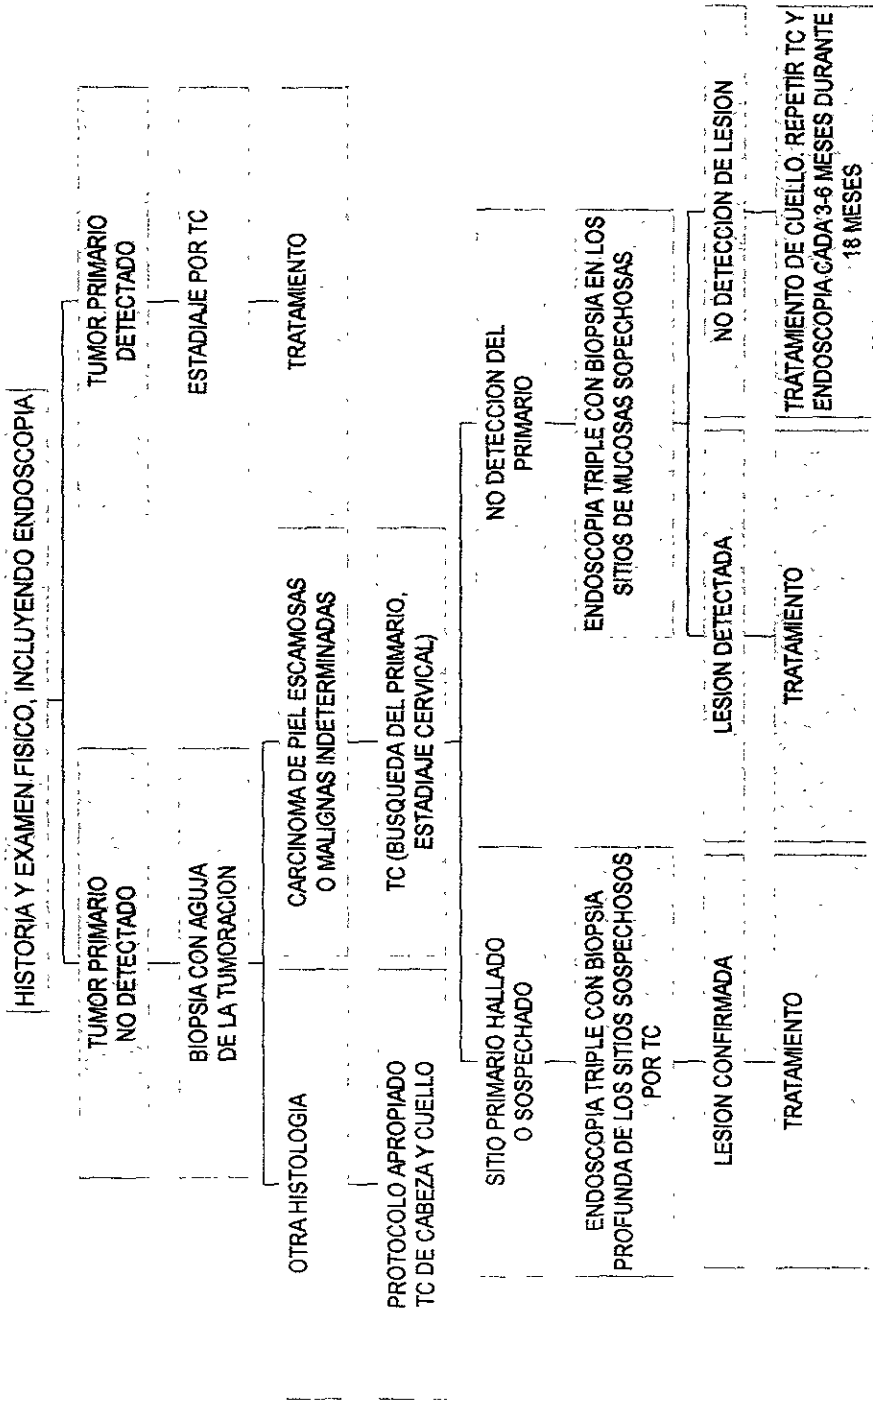 HISTORIA Y EXAMEN FISICO, INCLUYENDO ENDOSCOPIA
TUMOR PRIMARIO
NO DETECTADO
TUMOR PRIMARIO
DETECTADO
BIOPSIA CON AGUJA
DE LA TUMORACION
ESTADIAJE POR TC
OTRA HISTOLOGIA
CARCINOMA DE PIEL ESCAMOSAS
O MALIGNAS INDETERMINADAS
TRATAMIENTO
PROTOCOLO APROPIADO
TC DE CABEZA Y CUELLO
TC (BUSQUEDA DEL PRIMARIO,
ESTADIAJE CERVICAL)
SITIO PRIMARIO HALLADO
O SOSPECHADO
NO DETECCION DEL
PRIMARIO
ENDOSCOPIA TRIPLE CON BIOPSIA
PROFUNDA DE LOS SITIOS SOSPECHOSOS
POR TC
ENDOSCOPIA TRIPLE CON BIOPSIA EN LOS
SITIOS DE MUCOSAS SOPECHOSAS
LESION CONFIRMADA
LESION DETECTADA
NO DETECCION DE LESION
TRATAMIENTO
TRATAMIENTO
TRATAMIENTO DE CUELLO. REPETIR TC Y
ENDOSCOPIA CADA 3-6 MESES DURANTE
18 MESES